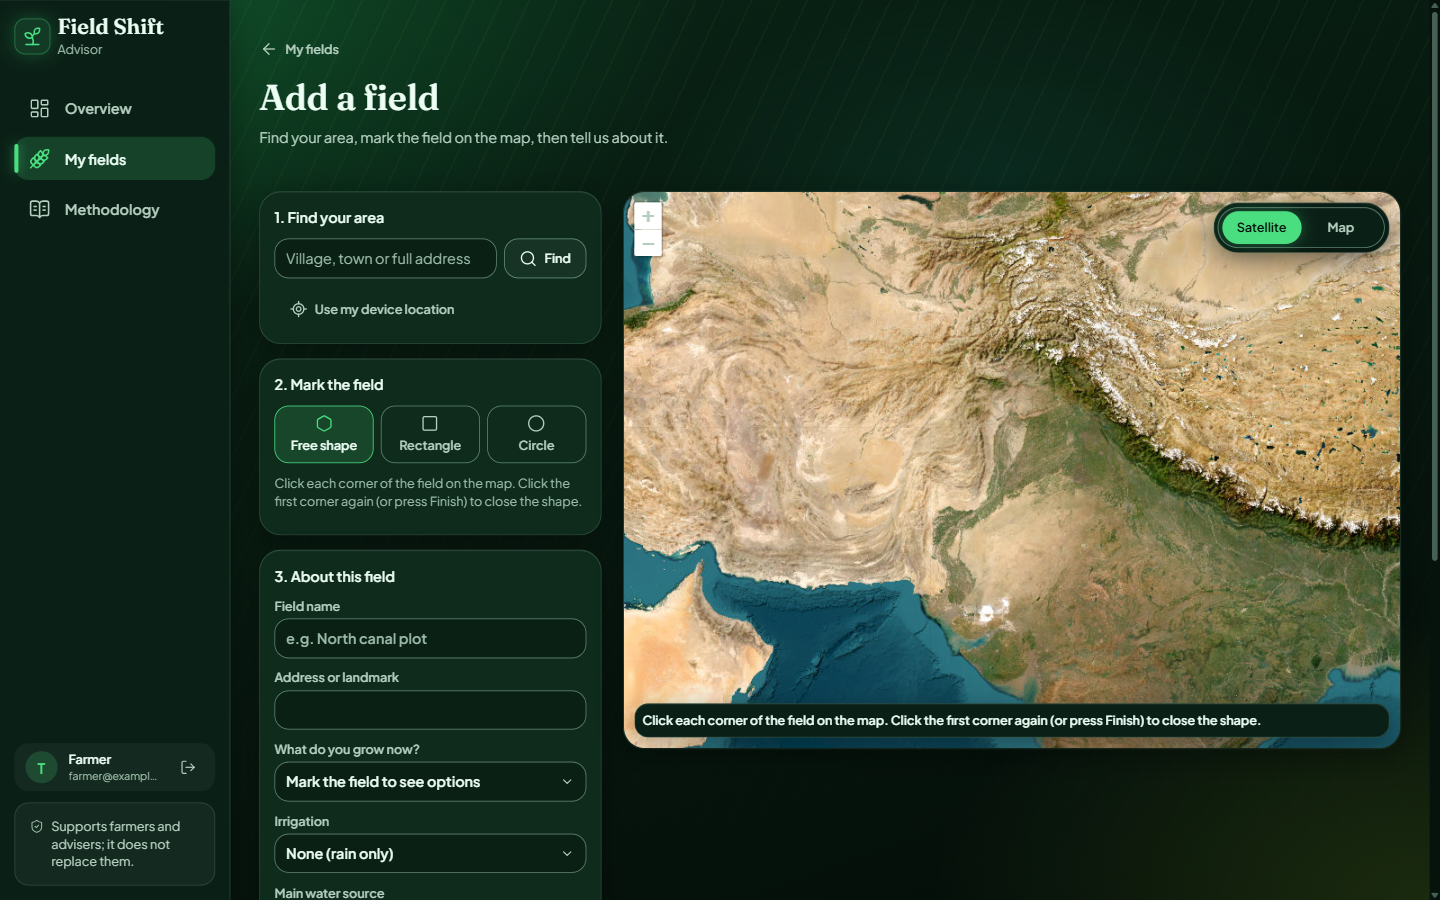 Field Shift
Advisor
Overview
My fields
Methodology
T
Farmer
farmer@exampl...
Supports farmers and
advisers; it does not
replace them.
My fields
Add a field
Find your area, mark the field on the map, then tell us about it.
1. Find your area
Village, town or full address
Find
Use my device location
2. Mark the field
Free shape
Rectangle
Circle
Click each corner of the field on the map. Click the
first corner again (or press Finish) to close the shape.
3. About this field
Field name
e.g. North canal plot
Address or landmark
What do you grow now?
Mark the field to see options
Irrigation
None (rain only)
Main water source
+
−
Satellite
Map
Click each corner of the field on the map. Click the first corner again (or press Finish) to close the shape.